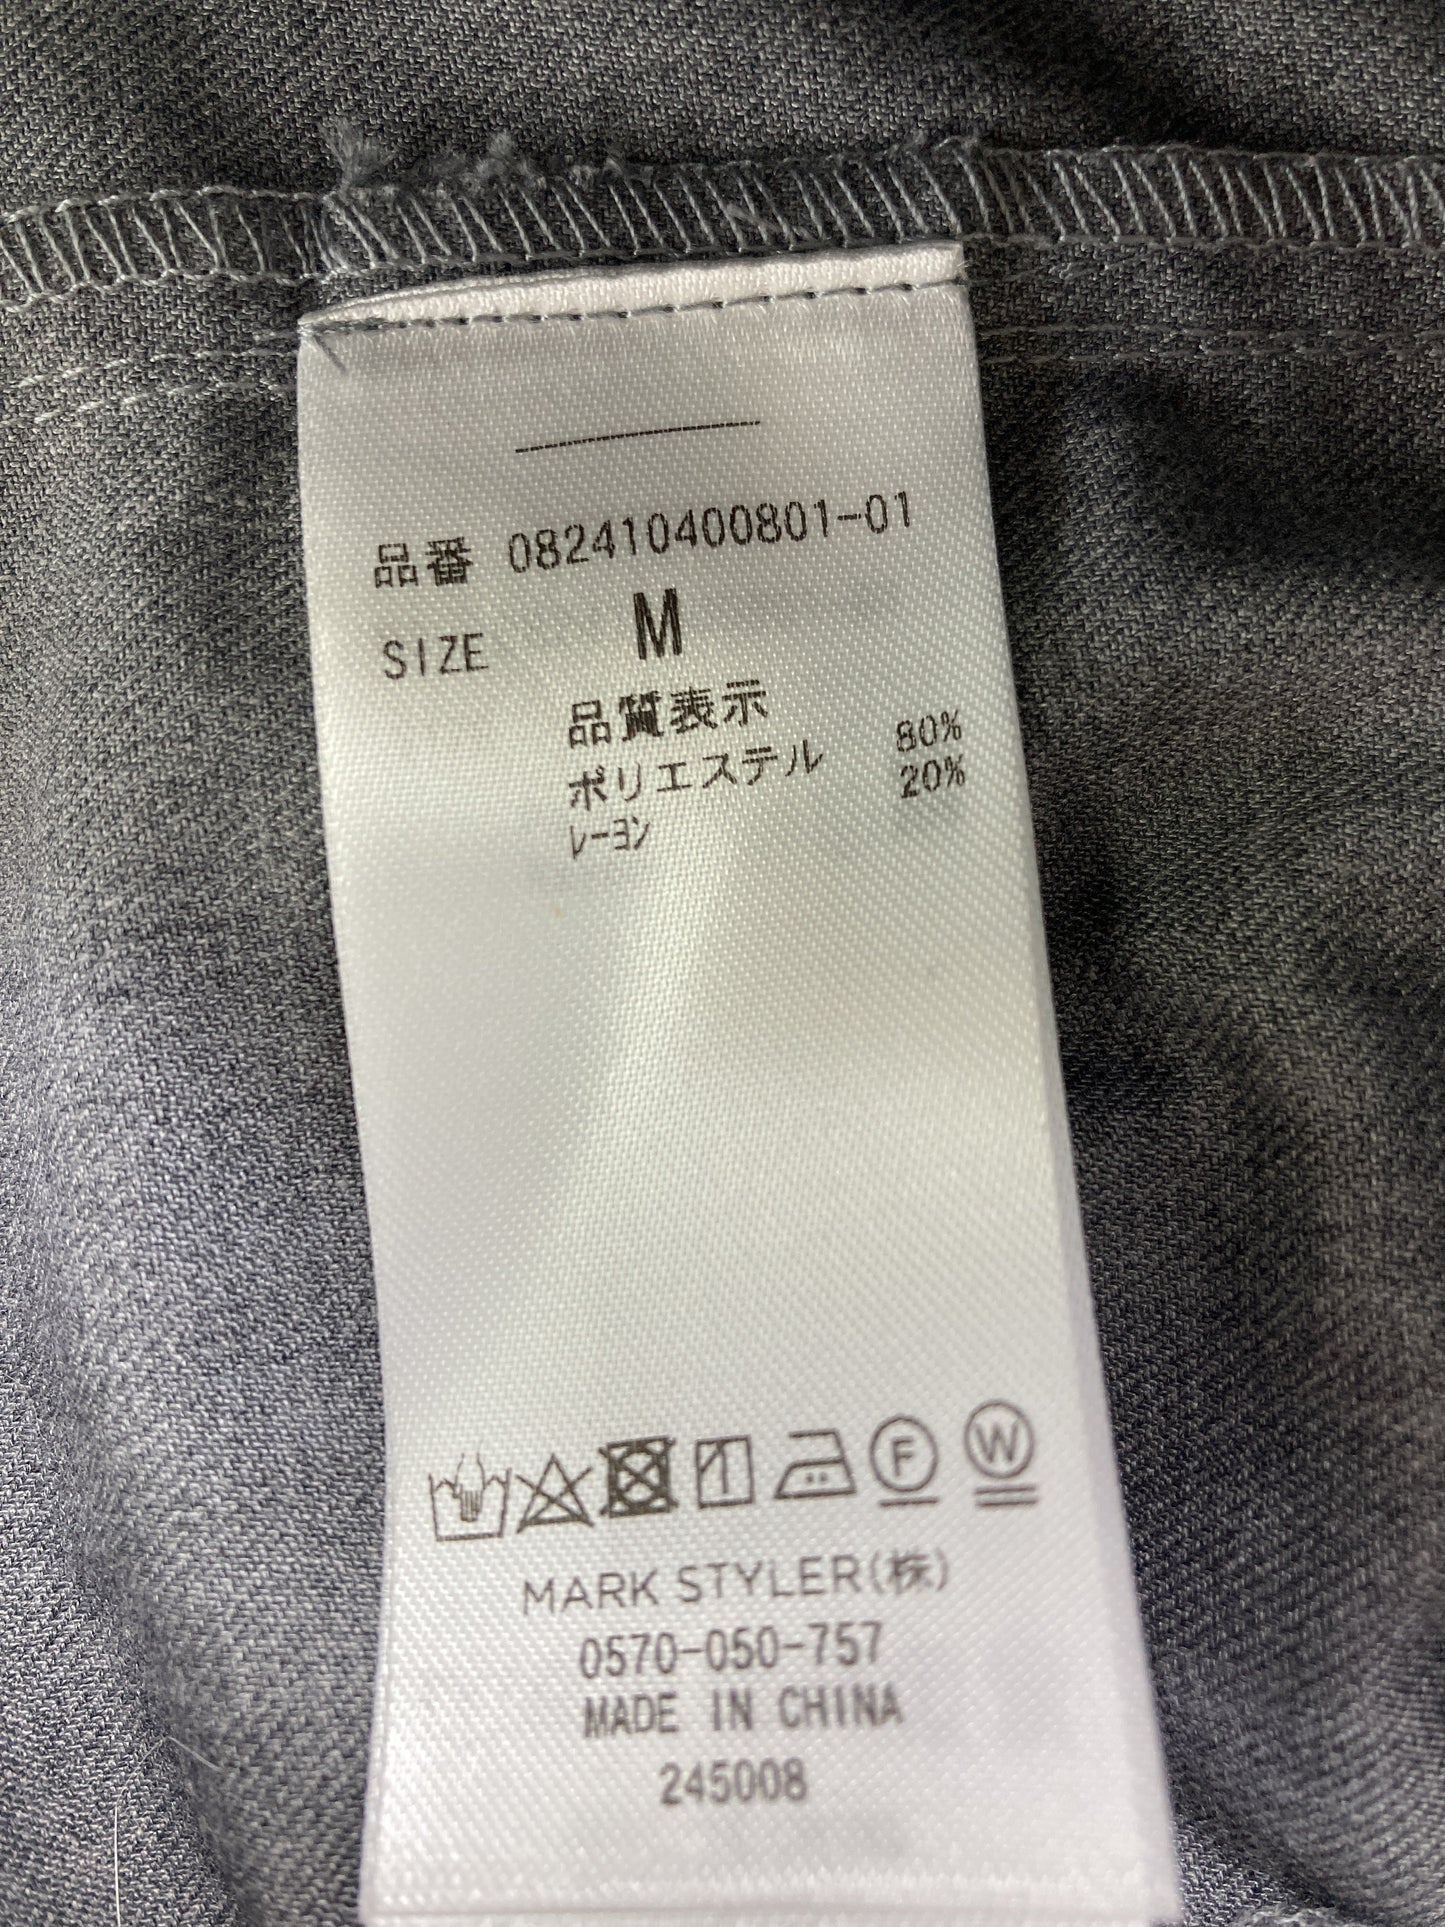 品番 082410400801-01
SIZE M
品質表示
ポリエステル 80%
レーヨン 20%
F W
MARK STYLER(株)
0570-050-757
MADE IN CHINA
245008